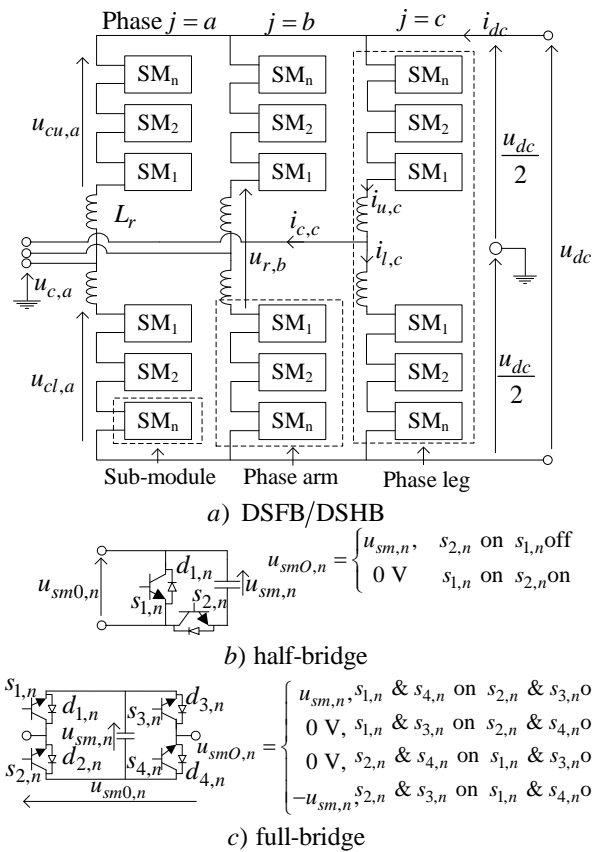 Phase j = a
j = b
j = c
i_dc
SM_n
SM_n
SM_n
u_cu,a
SM_2
SM_2
SM_2
u_dc/2
SM_1
SM_1
SM_1
L_r
i_c,c
i_u,c
u_r,b
i_l,c
u_dc
u_c,a
SM_1
SM_1
SM_1
u_cl,a
SM_2
SM_2
SM_2
u_dc/2
SM_n
SM_n
SM_n
Sub-module
Phase arm
Phase leg
a) DSFB/DSHB
u_sm0,n
d_1,n
s_1,n
s_2,n
u_sm,n
u_smO,n = { u_sm,n, s_2,n on s_1,n off
0 V s_1,n on s_2,n on
b) half-bridge
s_1,n
d_1,n
s_3,n
d_3,n
u_sm,n
s_2,n
d_2,n
s_4,n
d_4,n
u_sm0,n
u_smO,n = { u_sm,n, s_1,n & s_4,n on s_2,n & s_3,n o
0 V, s_1,n & s_3,n on s_2,n & s_4,n o
0 V, s_2,n & s_4,n on s_1,n & s_3,n o
−u_sm,n, s_2,n & s_3,n on s_1,n & s_4,n o
c) full-bridge